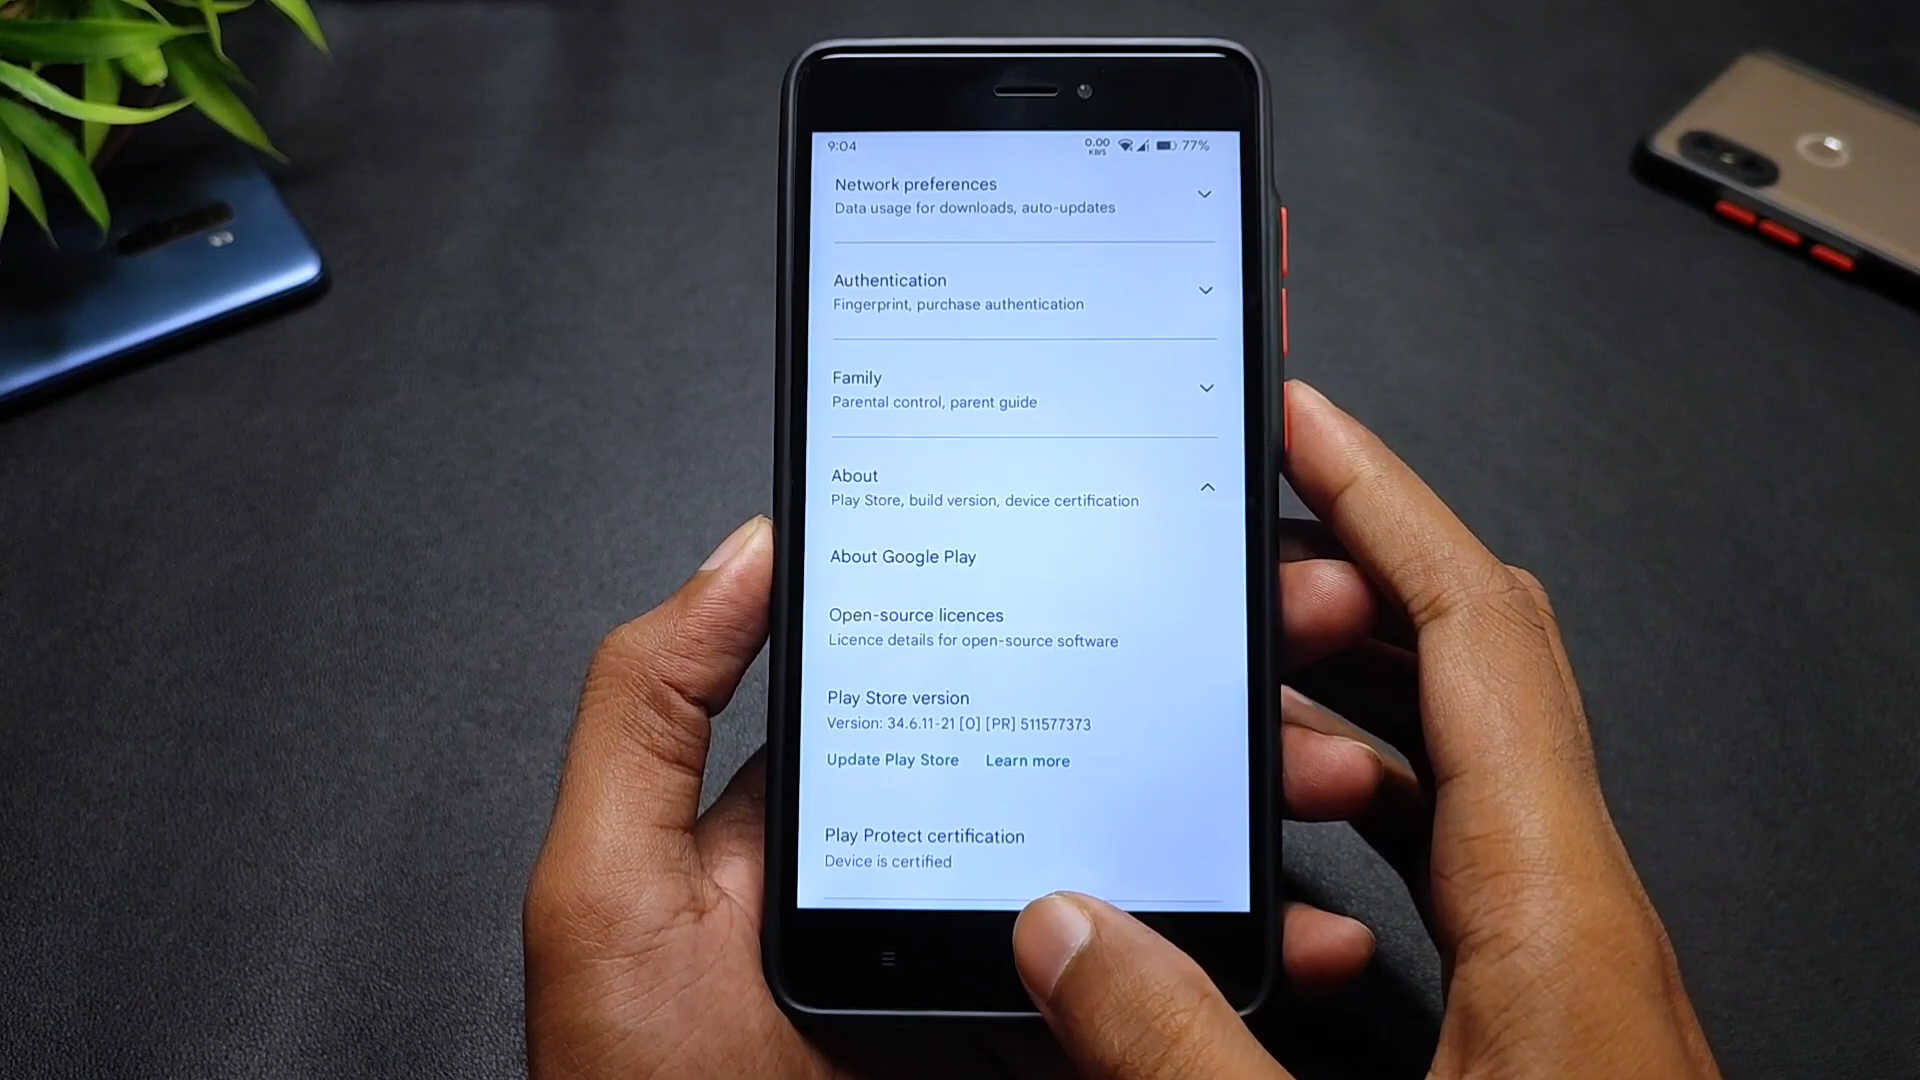 9:04
0.00
KB/S
77%
Network preferences
Data usage for downloads, auto-updates
Authentication
Fingerprint, purchase authentication
Family
Parental control, parent guide
About
Play Store, build version, device certification
About Google Play
Open-source licences
Licence details for open-source software
Play Store version
Version: 34.6.11-21 [0] [PR] 511577373
Update Play Store Learn more
Play Protect certification
Device is certified